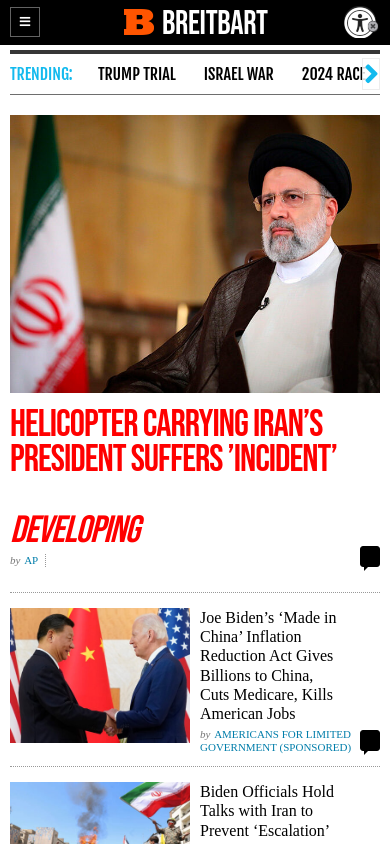 B BREITBART
TRENDING: TRUMP TRIAL ISRAEL WAR 2024 RACE
HELICOPTER CARRYING IRAN’S
PRESIDENT SUFFERS ’INCIDENT’
DEVELOPING
by AP
Joe Biden’s ‘Made in
China’ Inflation
Reduction Act Gives
Billions to China,
Cuts Medicare, Kills
American Jobs
by AMERICANS FOR LIMITED
GOVERNMENT (SPONSORED)
Biden Officials Hold
Talks with Iran to
Prevent ‘Escalation’